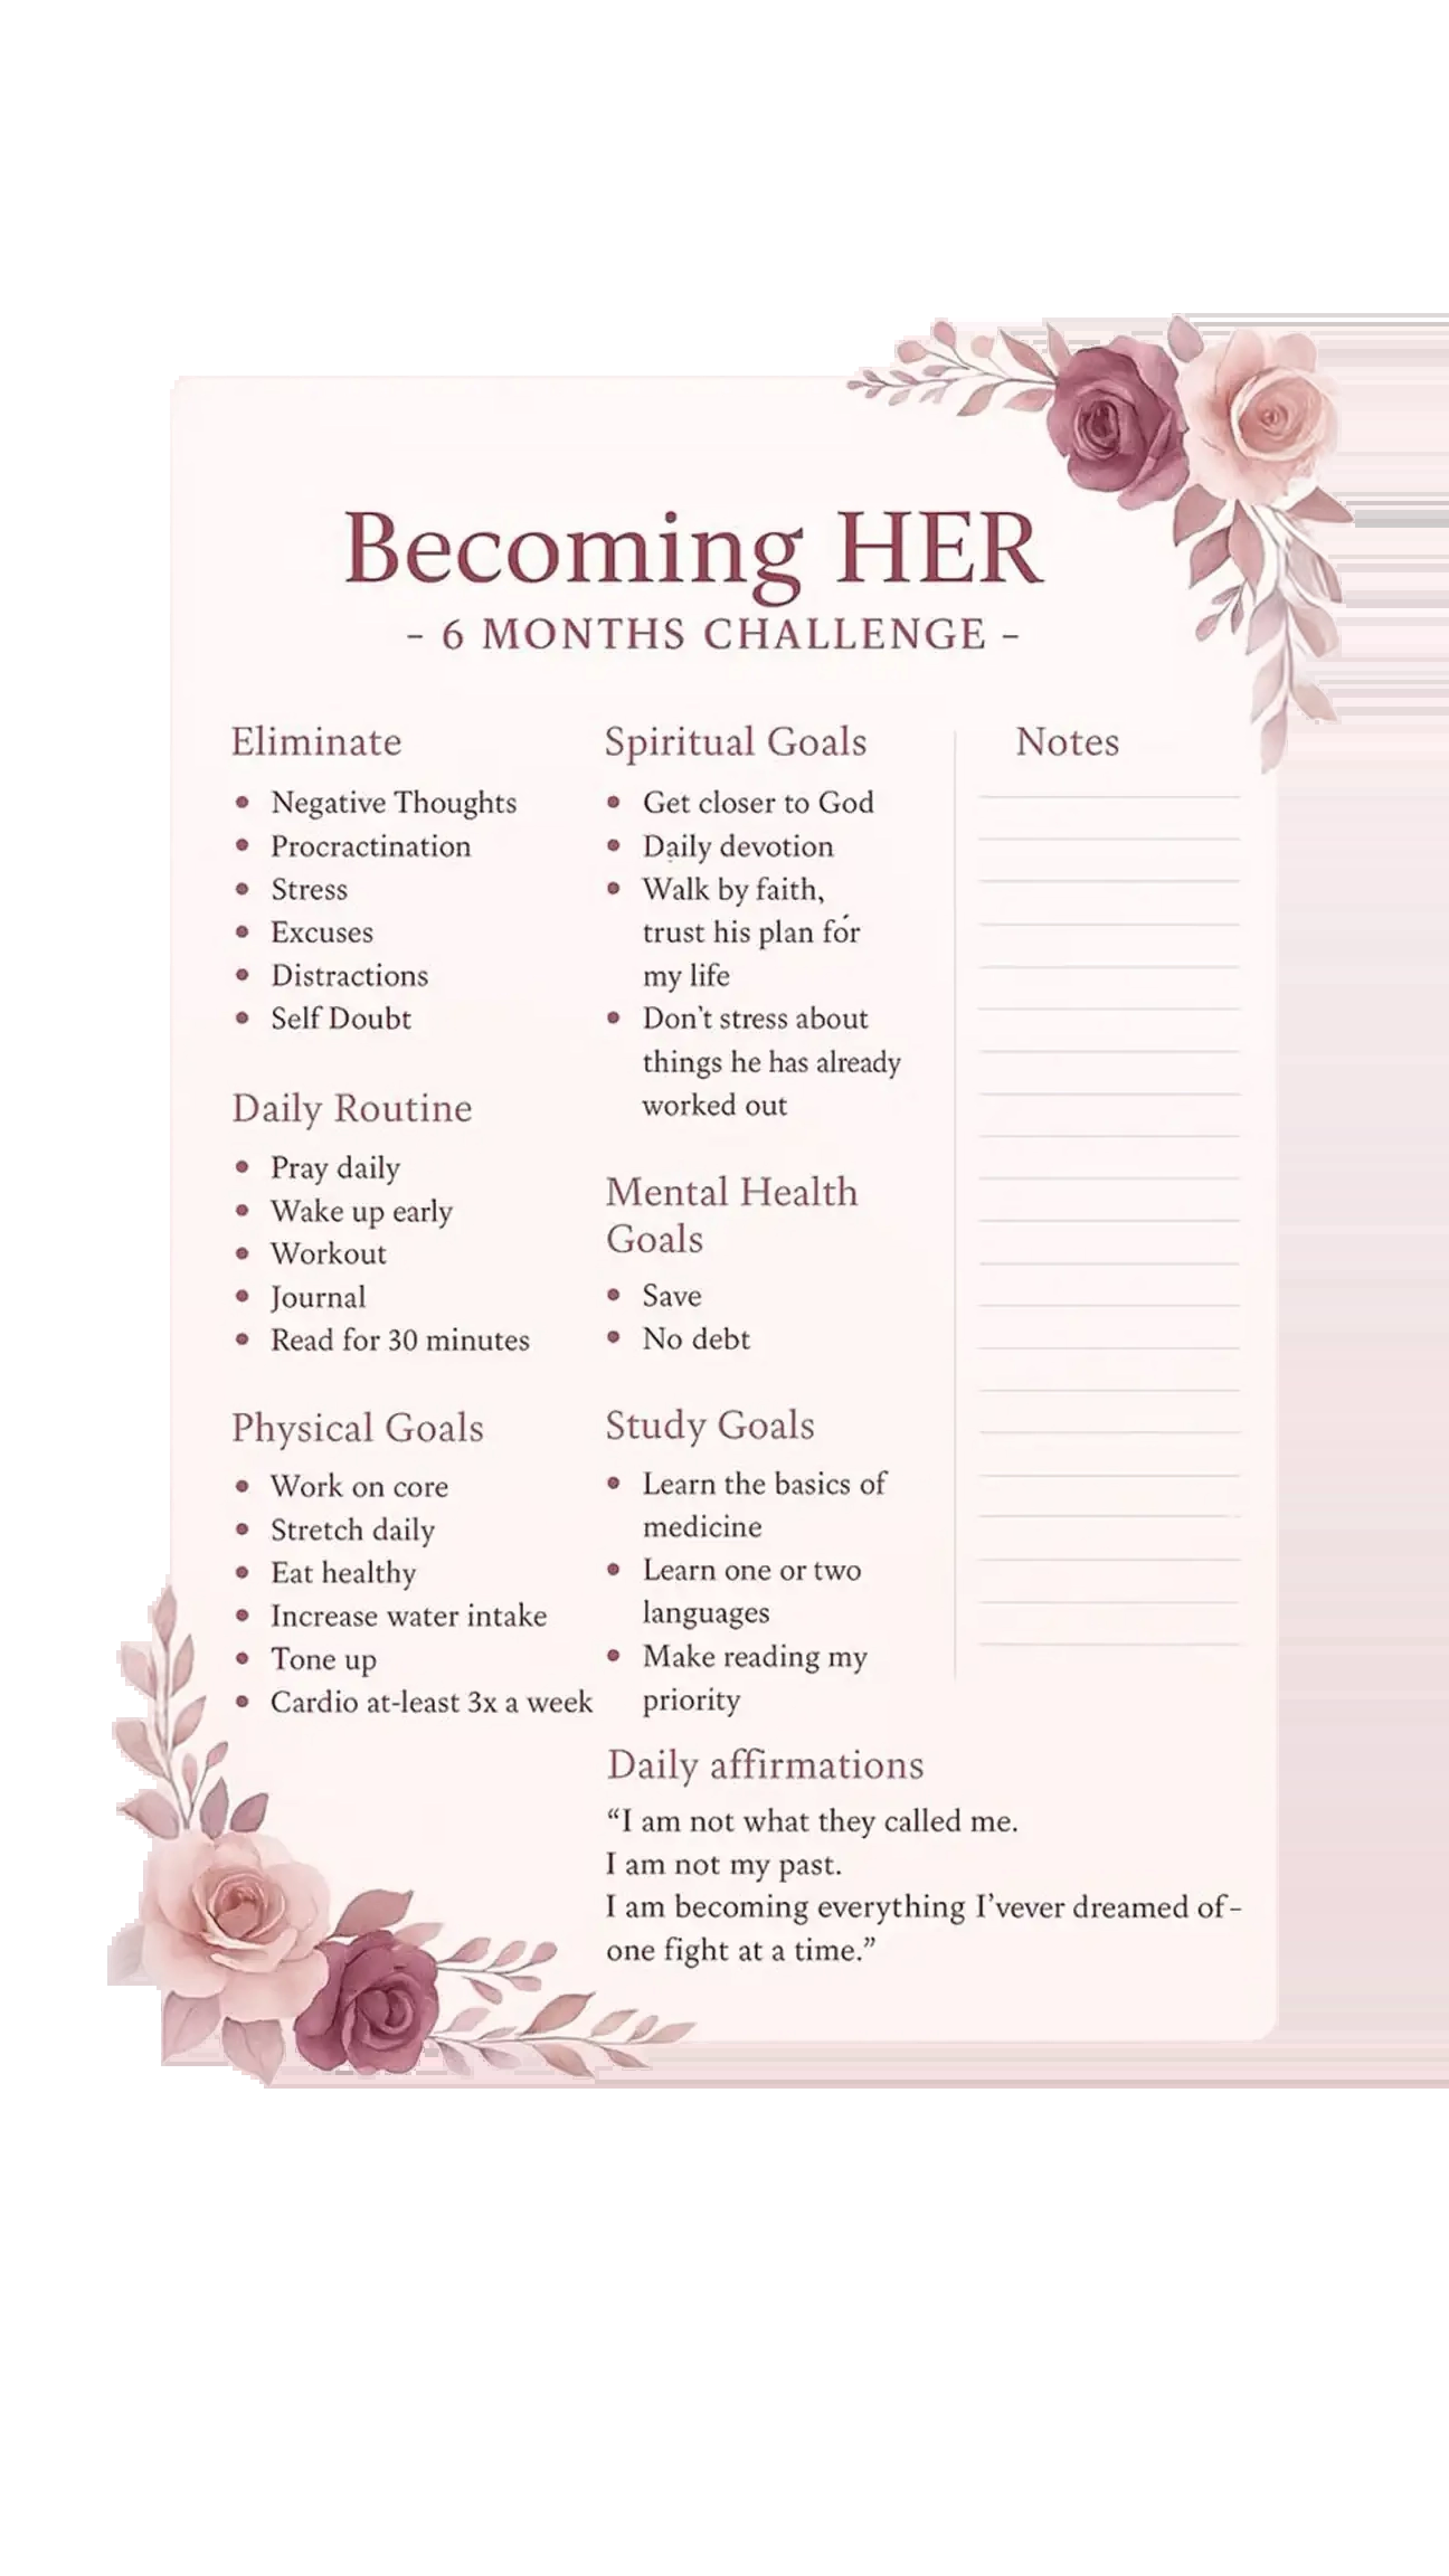 Becoming HER
- 6 MONTHS CHALLENGE -
Eliminate
• Negative Thoughts
• Procractination
• Stress
• Excuses
• Distractions
• Self Doubt
Daily Routine
• Pray daily
• Wake up early
• Workout
• Journal
• Read for 30 minutes
Physical Goals
• Work on core
• Stretch daily
• Eat healthy
• Increase water intake
• Tone up
• Cardio at-least 3x a week
Spiritual Goals
• Get closer to God
• Daily devotion
• Walk by faith,
trust his plan for
my life
• Don't stress about
things he has already
worked out
Mental Health
Goals
• Save
• No debt
Study Goals
• Learn the basics of
medicine
• Learn one or two
languages
• Make reading my
priority
Daily affirmations
“I am not what they called me.
I am not my past.
I am becoming everything I’vever dreamed of-
one fight at a time.”
Notes